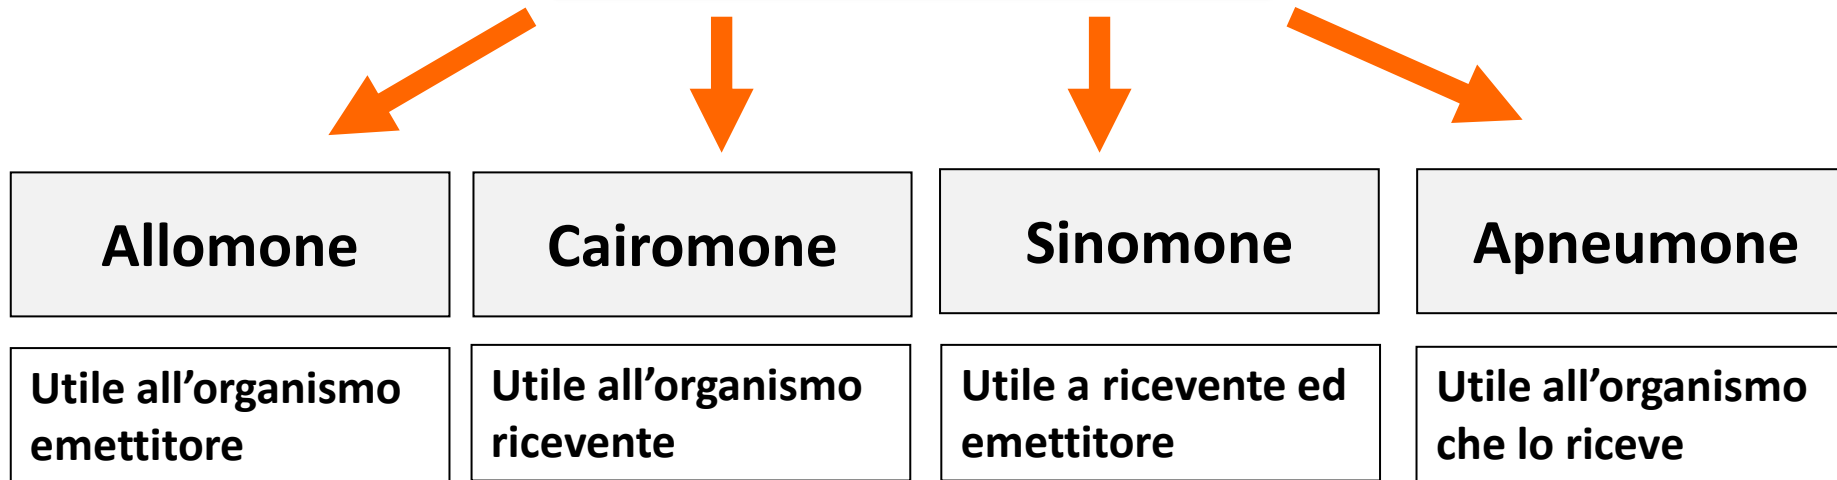 Allomone
Cairomone
Sinomone
Apneumone
Utile all’organismo
emettitore
Utile all’organismo
ricevente
Utile a ricevente ed
emettitore
Utile all’organismo
che lo riceve